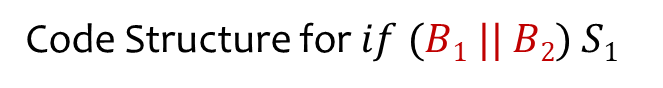 Code Structure for if (B₁ || B₂) S₁